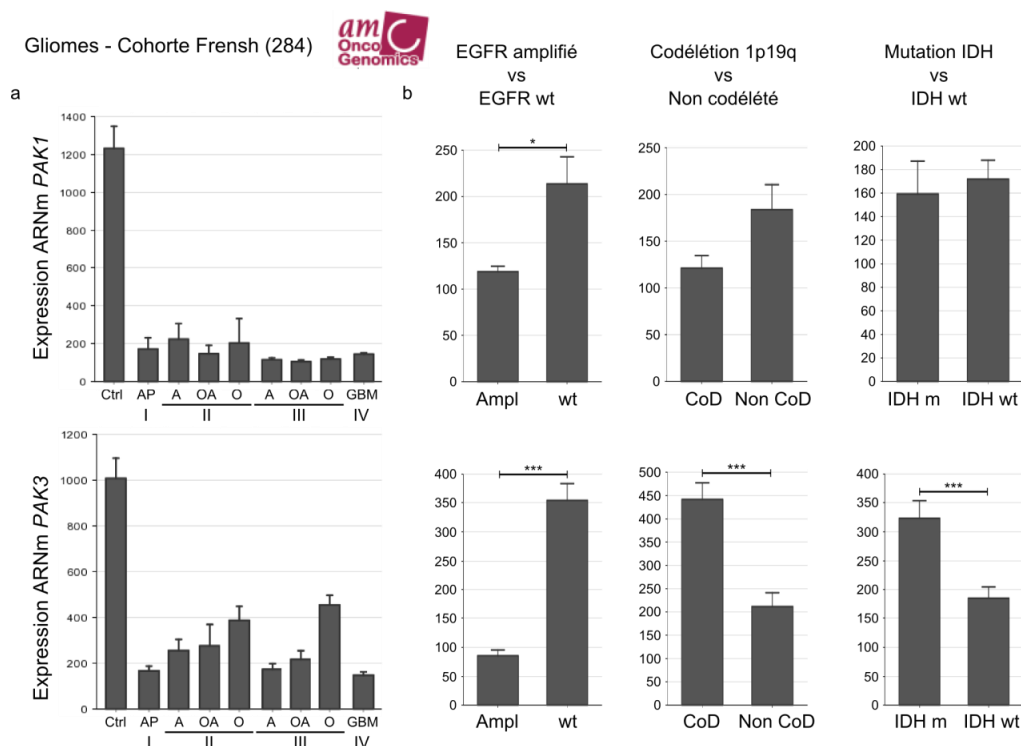 Gliomes - Cohorte Frensh (284)
am C
Onco
Genomics
EGFR amplifié
vs
EGFR wt
Codélétion 1p19q
vs
Non codélété
Mutation IDH
vs
IDH wt
a
Expression ARNm PAK1
1400
1200
1000
800
600
400
200
0
Ctrl AP A OA O A OA O GBM
I II III IV
b
*
250
200
150
100
50
0
Ampl wt
250
200
150
100
50
0
CoD Non CoD
200
180
160
140
120
100
80
60
40
20
0
IDH m IDH wt
Expression ARNm PAK3
1200
1000
800
600
400
200
0
Ctrl AP A OA O A OA O GBM
I II III IV
***
400
350
300
250
200
150
100
50
0
Ampl wt
***
500
450
400
350
300
250
200
150
100
50
0
CoD Non CoD
***
400
350
300
250
200
150
100
50
0
IDH m IDH wt